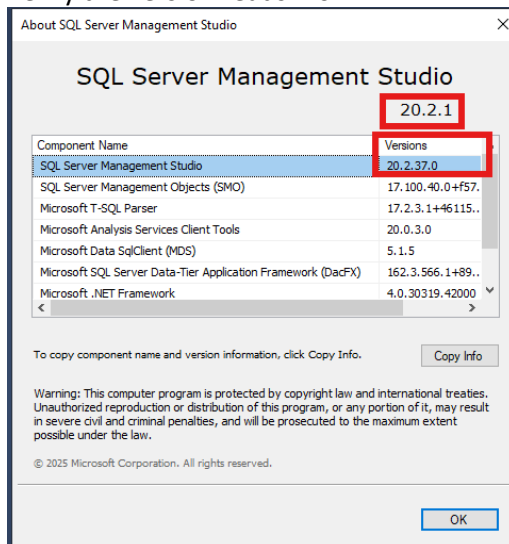 About SQL Server Management Studio
SQL Server Management Studio
20.2.1
Component Name Versions
SQL Server Management Studio 20.2.37.0
SQL Server Management Objects (SMO) 17.100.40.0+f57.
Microsoft T-SQL Parser 17.2.3.1+46115..
Microsoft Analysis Services Client Tools 20.0.3.0
Microsoft Data SqlClient (MDS) 5.1.5
Microsoft SQL Server Data-Tier Application Framework (DacFX) 162.3.566.1+89..
Microsoft .NET Framework 4.0.30319.42000
To copy component name and version information, click Copy Info.
Copy Info
Warning: This computer program is protected by copyright law and international treaties.
Unauthorized reproduction or distribution of this program, or any portion of it, may result
in severe civil and criminal penalties, and will be prosecuted to the maximum extent
possible under the law.
© 2025 Microsoft Corporation. All rights reserved.
OK